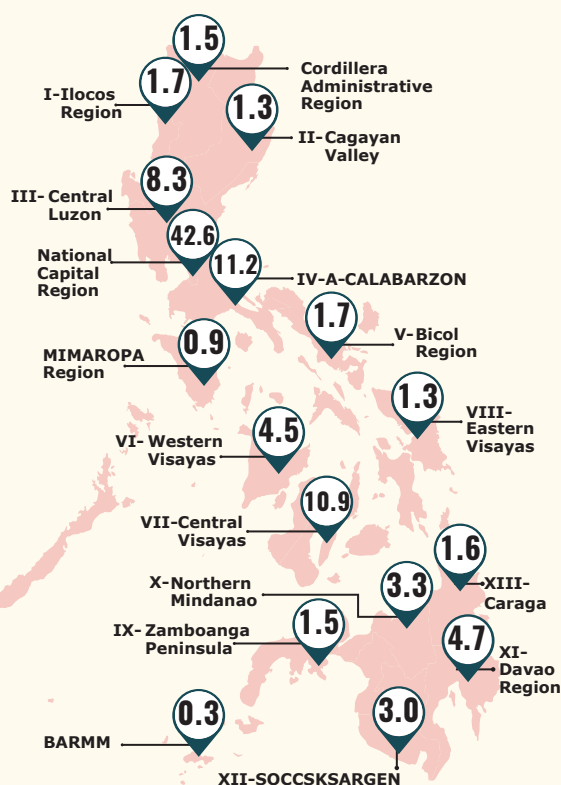 1.5
Cordillera
Administrative
Region
1.7
I-Ilocos
Region
1.3
II-Cagayan
Valley
8.3
III-Central
Luzon
42.6
National
Capital
Region
11.2
IV-A-CALABARZON
1.7
V-Bicol
Region
0.9
MIMAROPA
Region
1.3
VIII-
Eastern
Visayas
4.5
VI-Western
Visayas
10.9
VII-Central
Visayas
1.6
XIII-
Caraga
3.3
X-Northern
Mindanao
1.5
IX-Zamboanga
Peninsula
4.7
XI-
Davao
Region
0.3
BARMM
3.0
XII-SOCCSKSARGEN